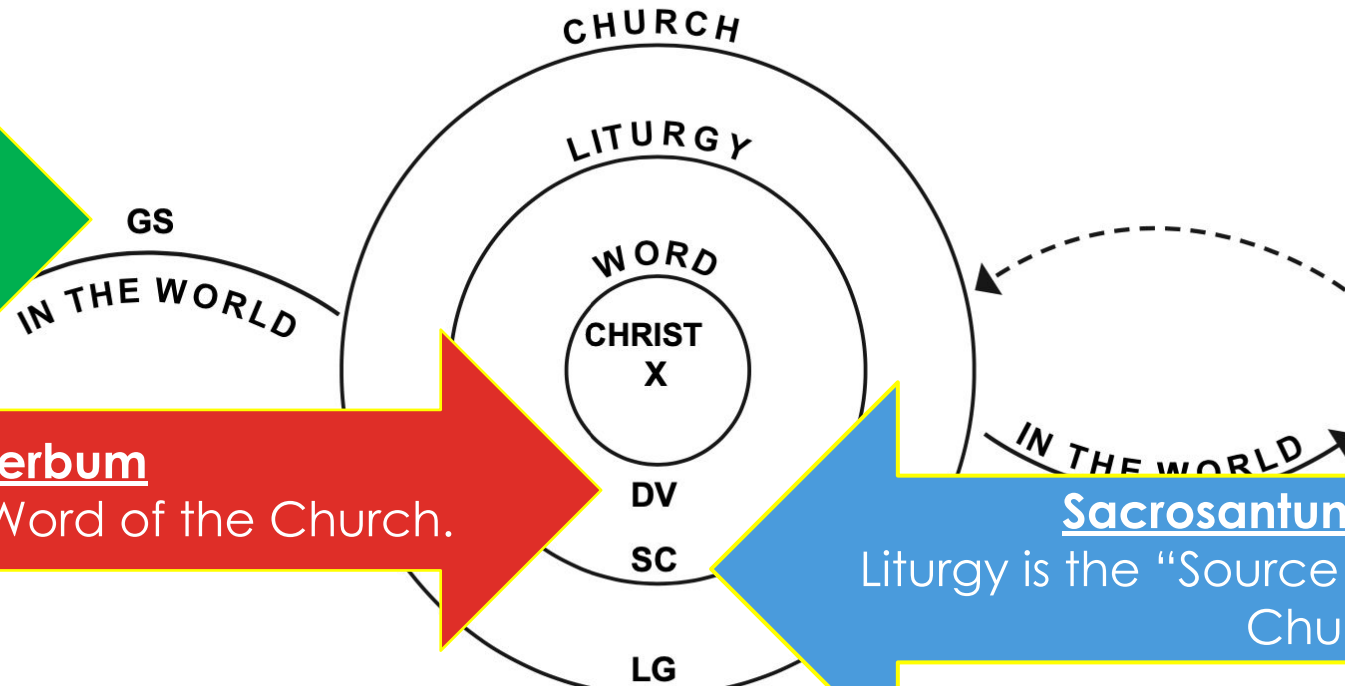 CHURCH
LITURGY
GS
WORD
IN THE WORLD
CHRIST
X
IN THE WORLD
erbum
Word of the Church.
DV
Sacrosantun
SC
Liturgy is the “Source
Chu
LG